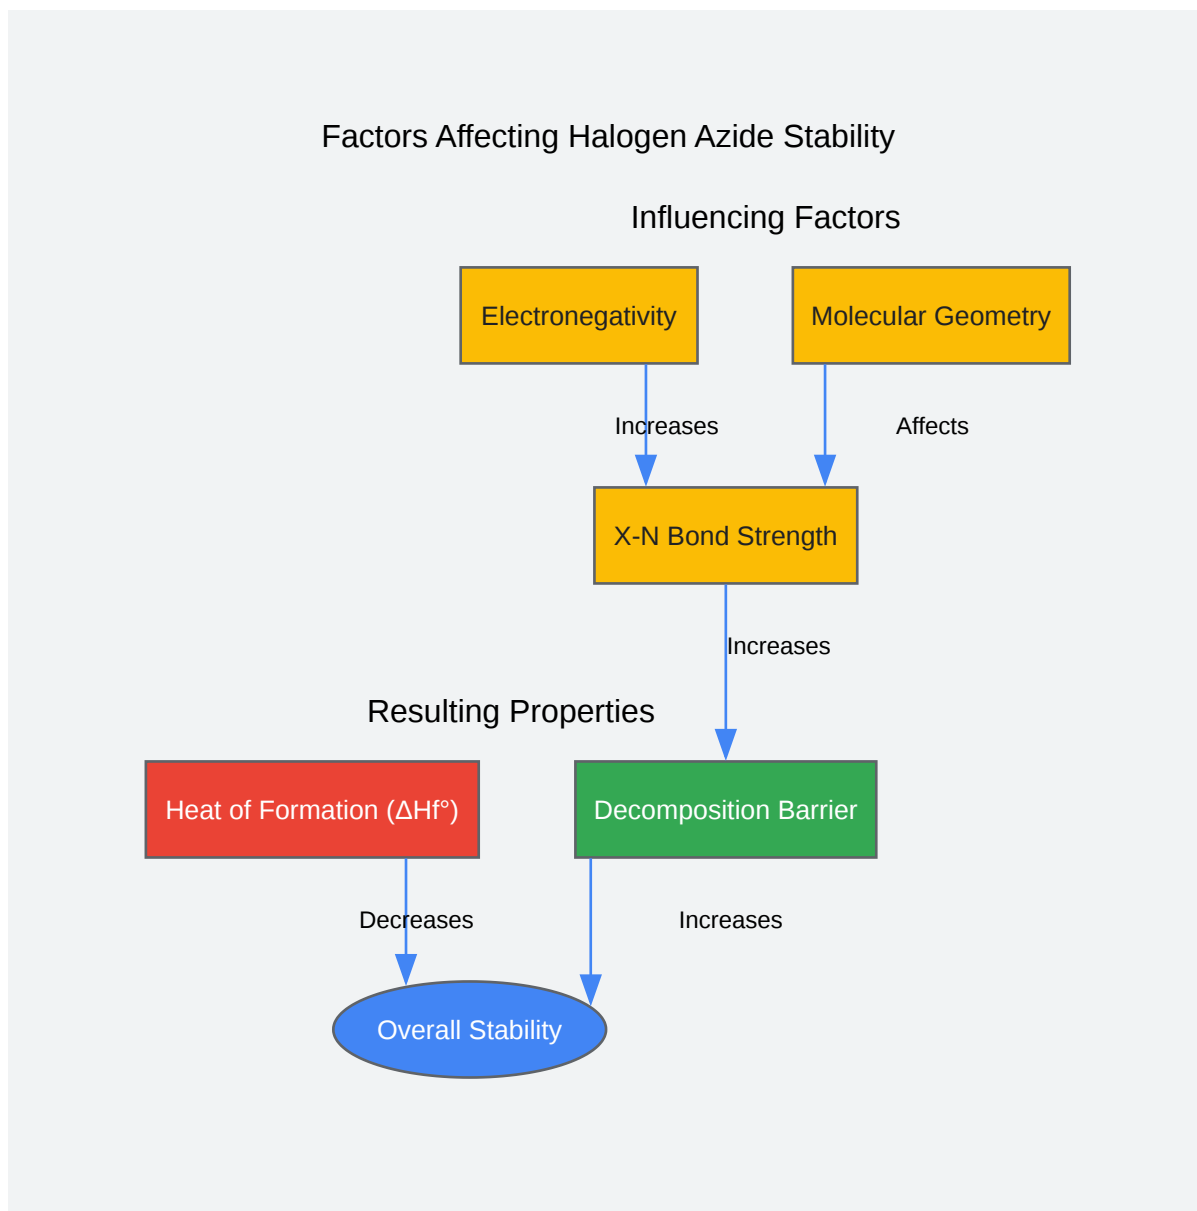 Factors Affecting Halogen Azide Stability
Influencing Factors
Electronegativity
Molecular Geometry
Increases
Affects
X-N Bond Strength
Increases
Resulting Properties
Heat of Formation (ΔHf°)
Decomposition Barrier
Decreases
Increases
Overall Stability